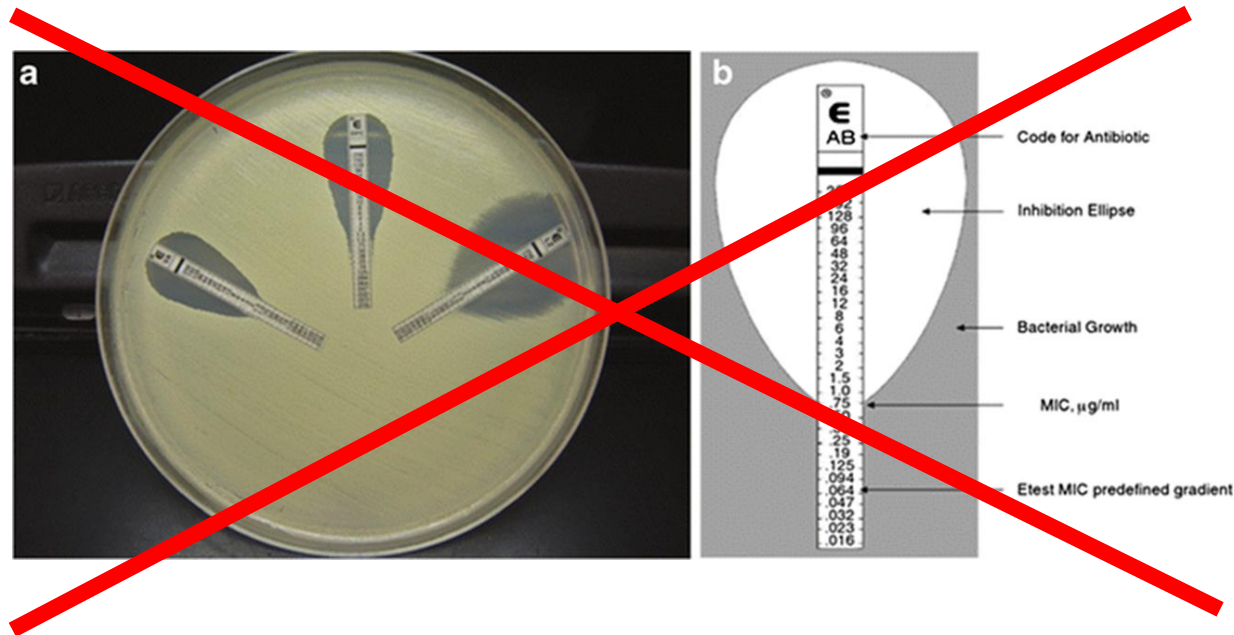 a
b
ϵ
AB
128
96
64
48
32
24
16
12
8
6
4
3
2
1.5
1.0
.75
.25
.19
.125
.094
.064
.047
.032
.023
.016
Code for Antibiotic
Inhibition Ellipse
Bacterial Growth
MIC, μg/ml
Etest MIC predefined gradient